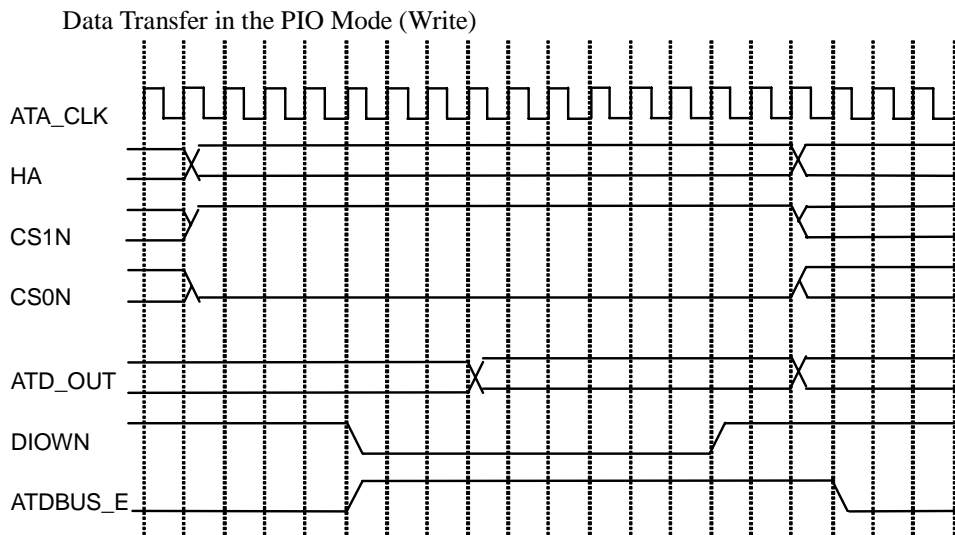 Data Transfer in the PIO Mode (Write)
ATA_CLK
HA
CS1N
CS0N
ATD_OUT
DIOWN
ATDBUS_E